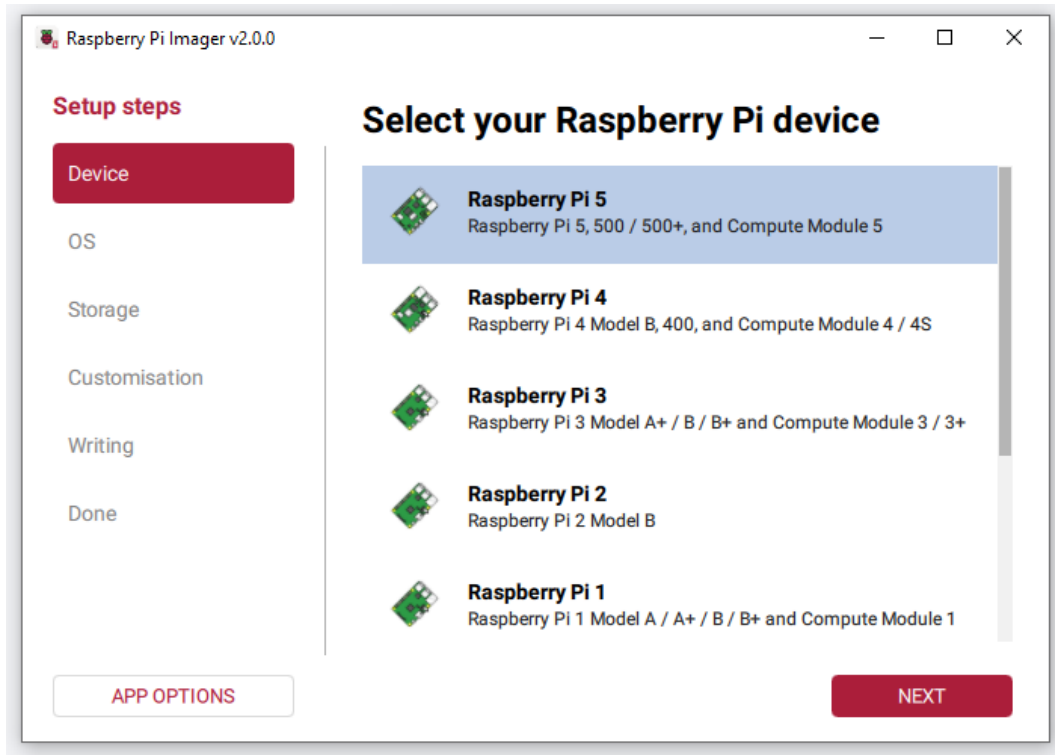 Raspberry Pi Imager v2.0.0
Setup steps
Device
OS
Storage
Customisation
Writing
Done
APP OPTIONS
Select your Raspberry Pi device
Raspberry Pi 5
Raspberry Pi 5, 500 / 500+, and Compute Module 5
Raspberry Pi 4
Raspberry Pi 4 Model B, 400, and Compute Module 4 / 4S
Raspberry Pi 3
Raspberry Pi 3 Model A+ / B / B+ and Compute Module 3 / 3+
Raspberry Pi 2
Raspberry Pi 2 Model B
Raspberry Pi 1
Raspberry Pi 1 Model A / A+ / B / B+ and Compute Module 1
NEXT